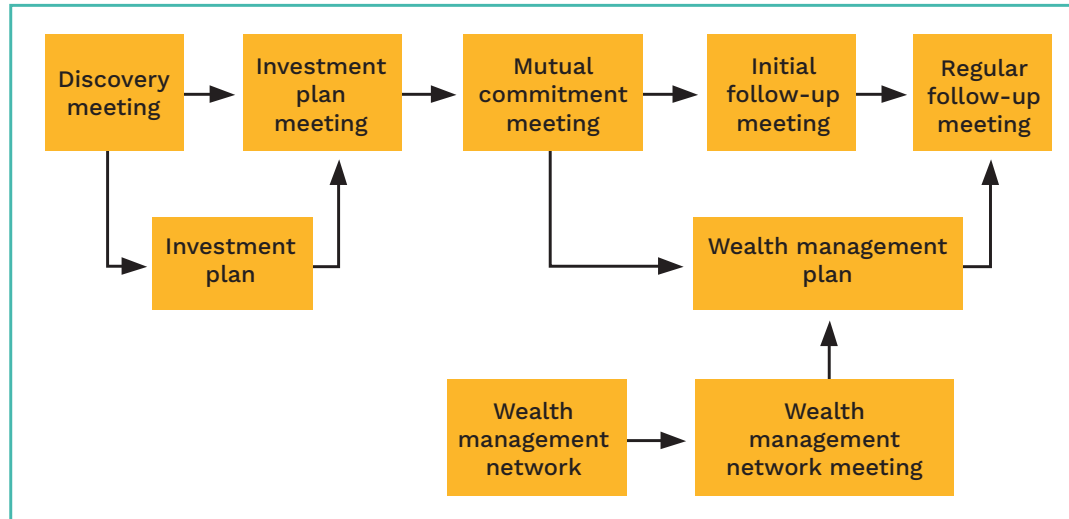 Discovery
meeting
Investment
plan
meeting
Mutual
commitment
meeting
Initial
follow-up
meeting
Regular
follow-up
meeting
Investment
plan
Wealth management
plan
Wealth
management
network
Wealth
management
network meeting